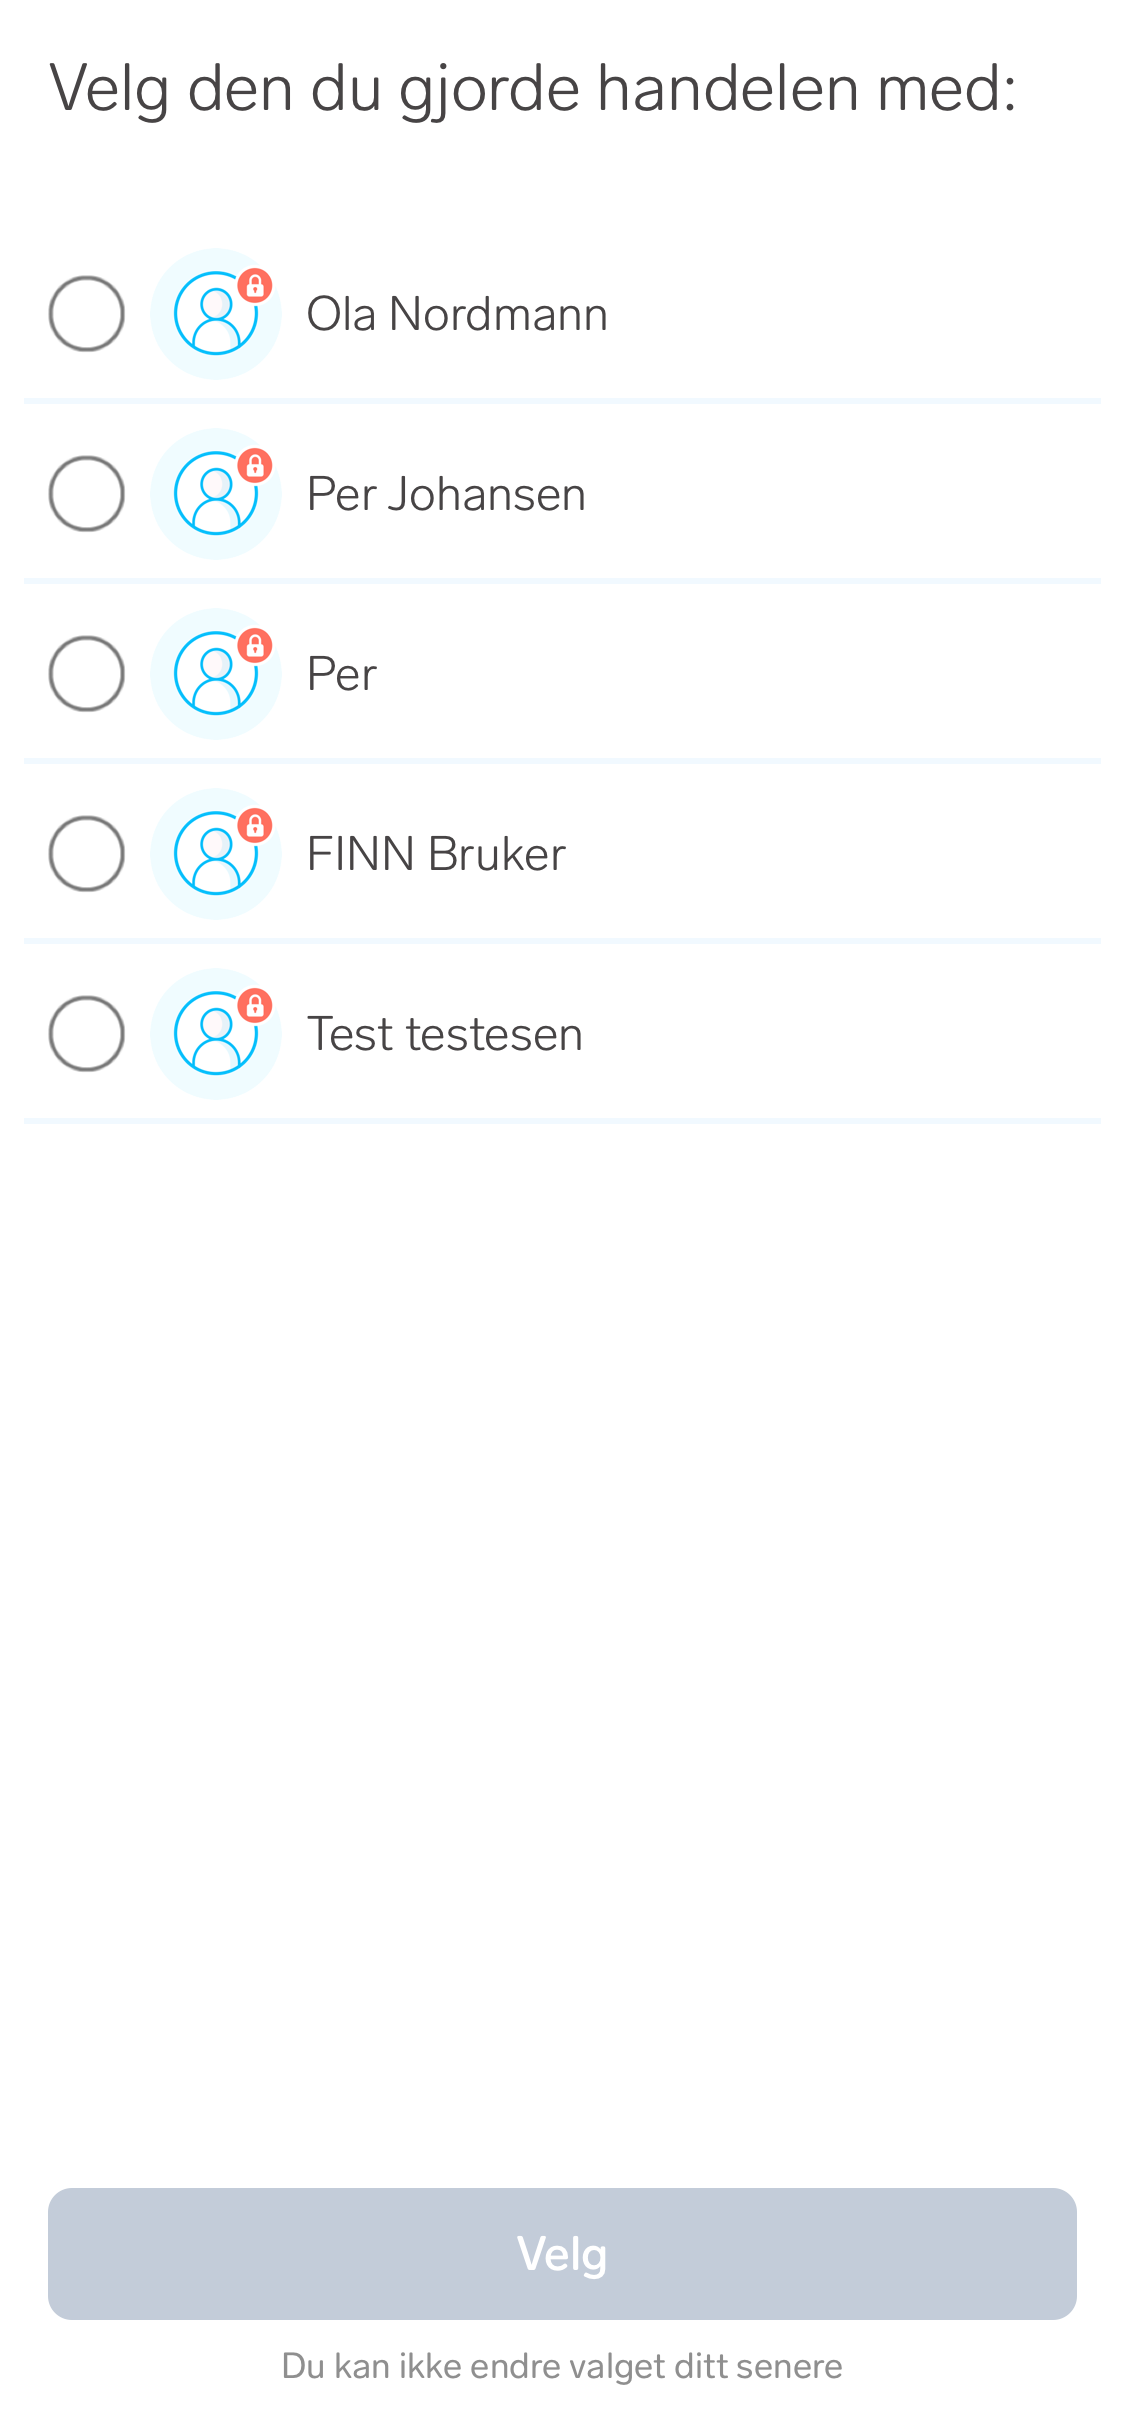 Velg den du gjorde handelen med:
Ola Nordmann
Per Johansen
Per
FINN Bruker
Test testesen
Velg
Du kan ikke endre valget ditt senere